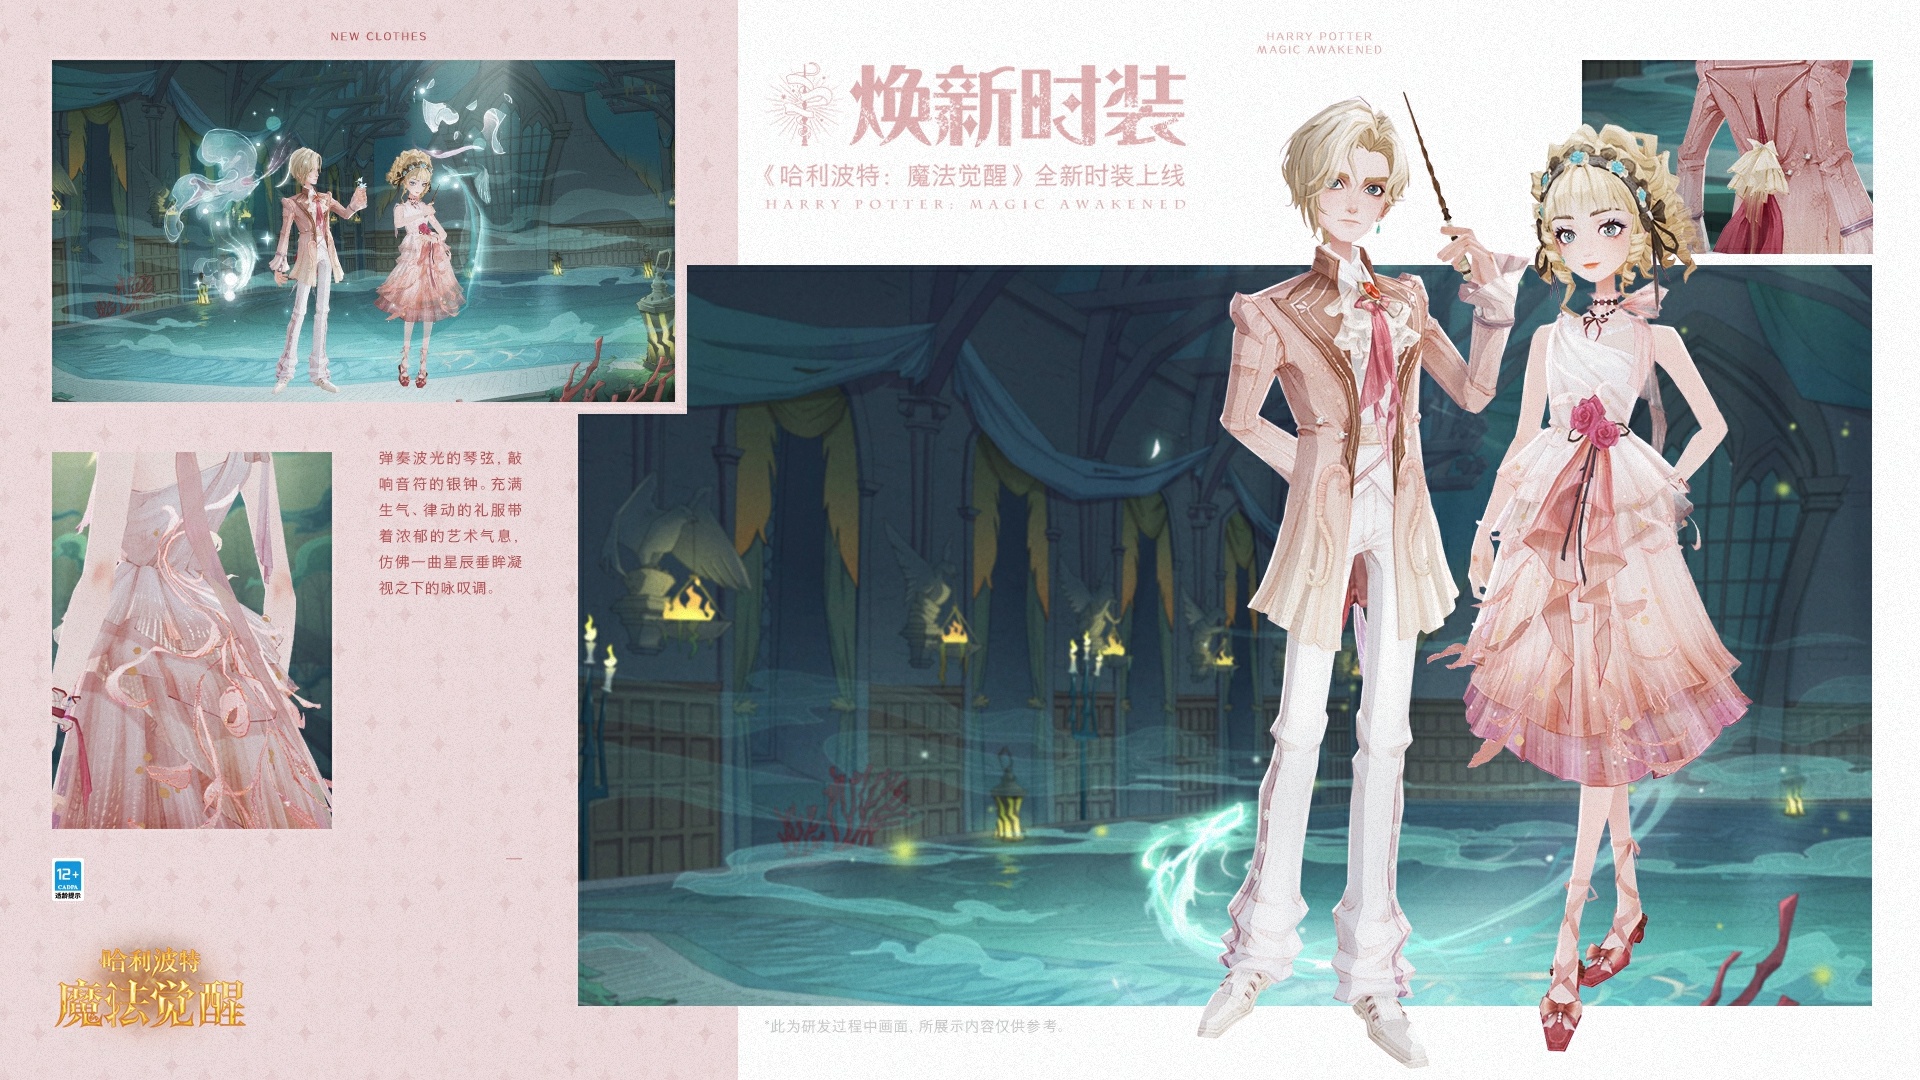 NEW CLOTHES
HARRY POTTER
MAGIC AWAKENED
焕新时装
《哈利波特：魔法觉醒》全新时装上线
HARRY POTTER: MAGIC AWAKENED
弹奏波光的琴弦，敲
响音符的银钟。充满
生气、律动的礼服带
着浓郁的艺术气息，
仿佛一曲星辰垂眸凝
视之下的咏叹调。
12+
CADPA
适龄提示
哈利波特
魔法觉醒
*此为研发过程中画面，所展示内容仅供参考。